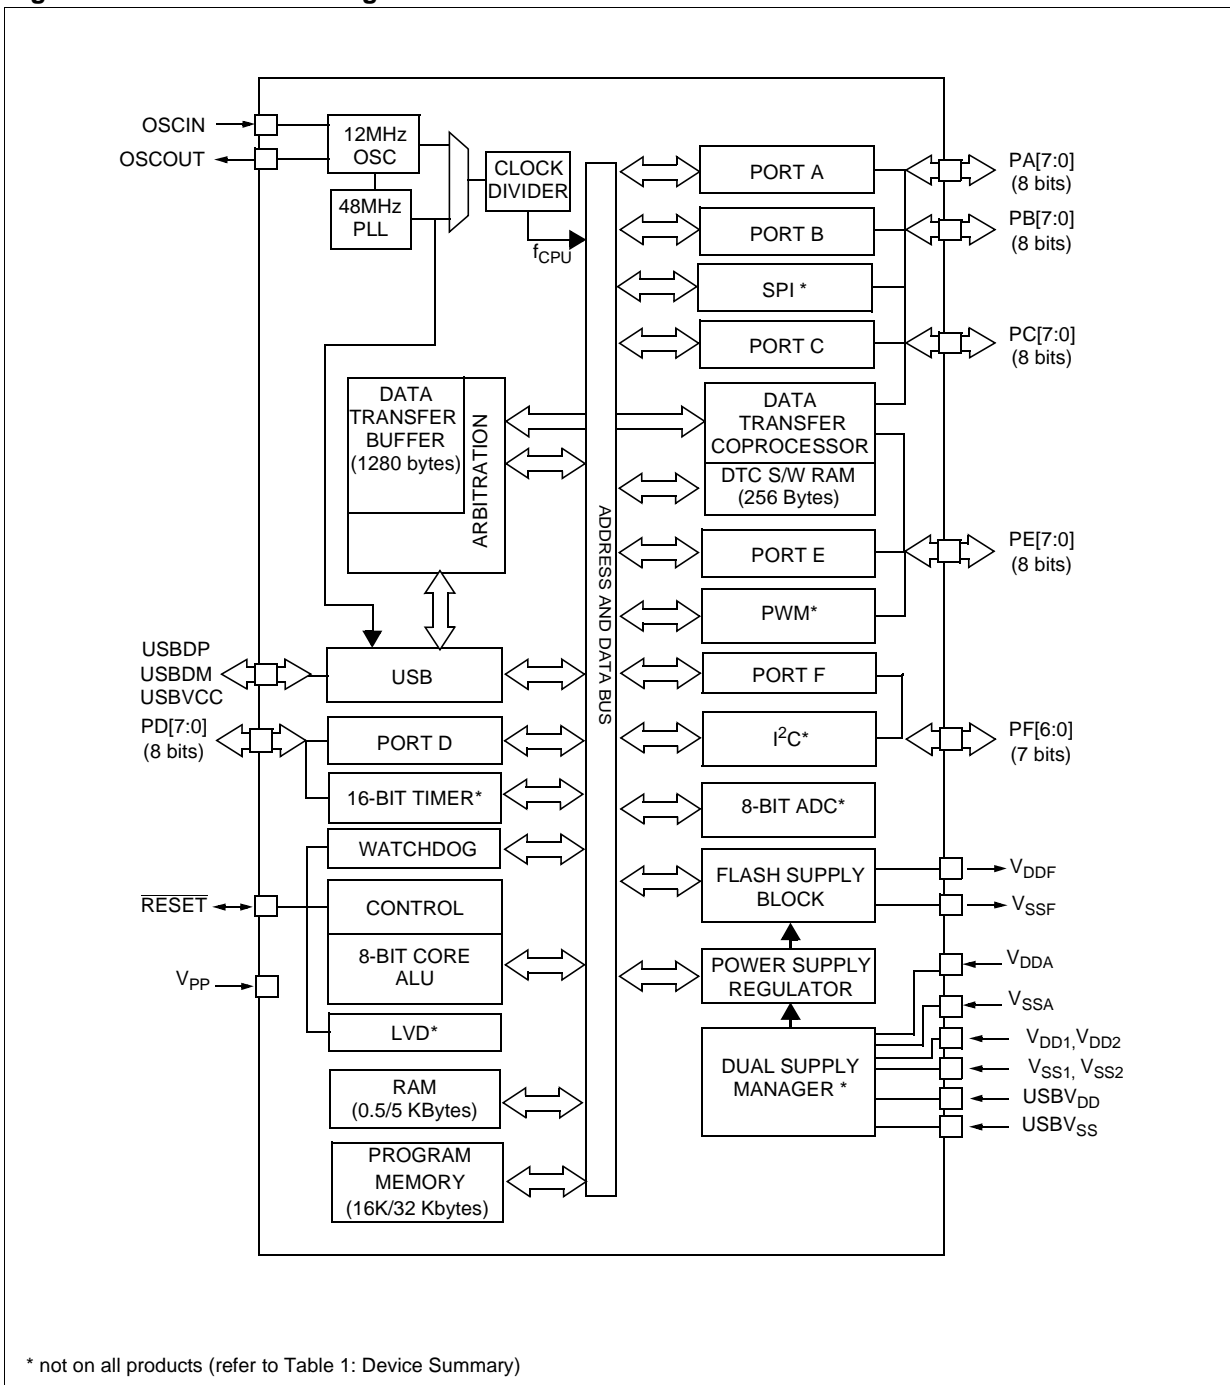 OSCIN
OSCOUT
12MHz
OSC
48MHz
PLL
CLOCK
DIVIDER
fCPU
DATA
TRANSFER
BUFFER
(1280 bytes)
ARBITRATION
USBDP
USBDM
USBVCC
USB
PD[7:0]
(8 bits)
PORT D
16-BIT TIMER*
WATCHDOG
RESET
CONTROL
8-BIT CORE
ALU
VPP
LVD*
RAM
(0.5/5 KBytes)
PROGRAM
MEMORY
(16K/32 Kbytes)
ADDRESS AND DATA BUS
PORT A
PA[7:0]
(8 bits)
PORT B
PB[7:0]
(8 bits)
SPI *
PORT C
PC[7:0]
(8 bits)
DATA
TRANSFER
COPROCESSOR
DTC S/W RAM
(256 Bytes)
PORT E
PE[7:0]
(8 bits)
PWM*
PORT F
I2C*
PF[6:0]
(7 bits)
8-BIT ADC*
FLASH SUPPLY
BLOCK
VDDF
VSSF
POWER SUPPLY
REGULATOR
VDDA
VSSA
DUAL SUPPLY
MANAGER *
VDD1,VDD2
VSS1, VSS2
USBVDD
USBVSS
* not on all products (refer to Table 1: Device Summary)